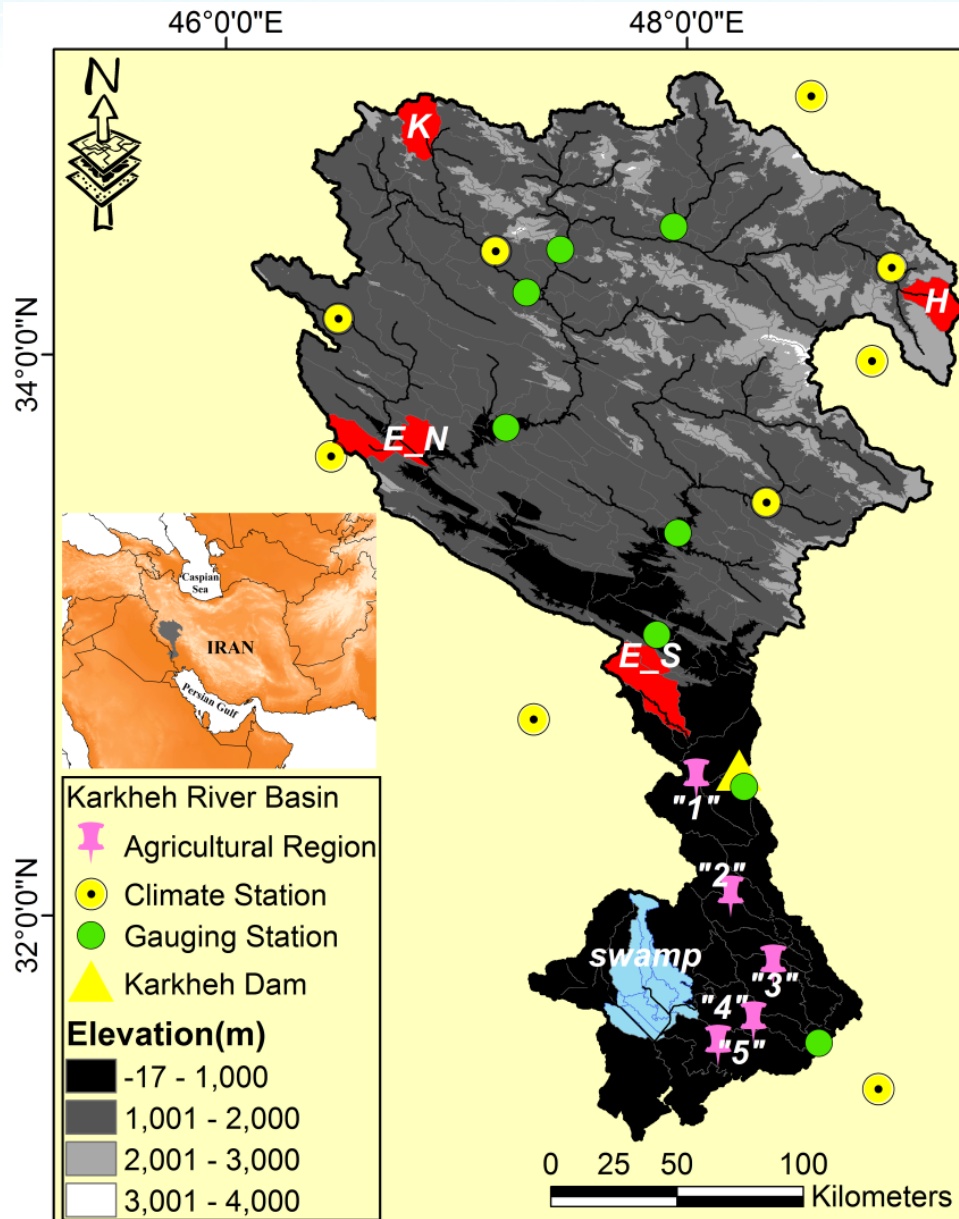 46°0'0"E
48°0'0"E
N
K
H
34°0'0"N
E_N
Caspian
Sea
IRAN
Persian Gulf
E_S
"1"
"2"
32°0'0"N
swamp
"3"
"4"
"5"
Karkheh River Basin
Agricultural Region
Climate Station
Gauging Station
Karkheh Dam
Elevation(m)
-17 - 1,000
1,001 - 2,000
2,001 - 3,000
3,001 - 4,000
0 25 50 100
Kilometers